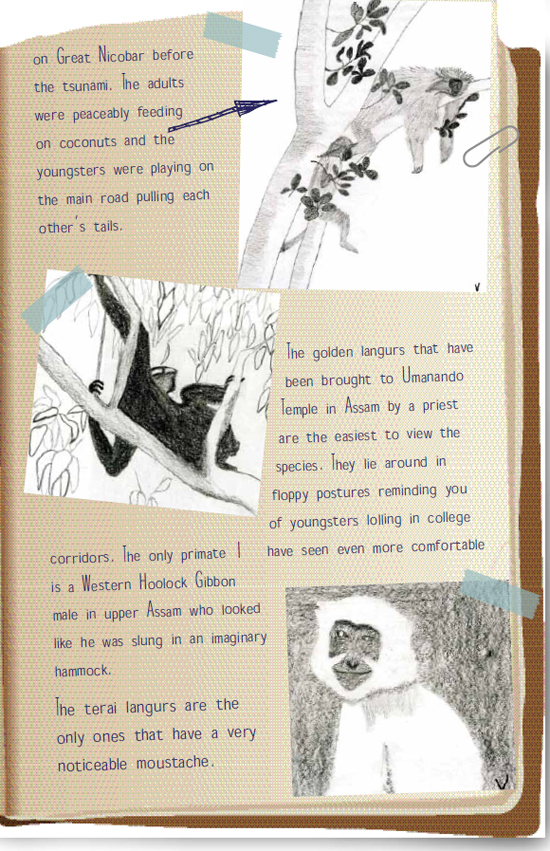 on Great Nicobar before
the tsunami. The adults
were peaceably feeding
on coconuts and the
youngsters were playing on
the main road pulling each
other's tails.
The golden langurs that have
been brought to Umanando
Temple in Assam by a priest
are the easiest to view the
species. They lie around in
floppy postures reminding you
of youngsters lolling in college
corridors. The only primate I
have seen even more comfortable
is a Western Hoolock Gibbon
male in upper Assam who looked
like he was slung in an imaginary
hammock.
The terai langurs are the
only ones that have a very
noticeable moustache.
V
V